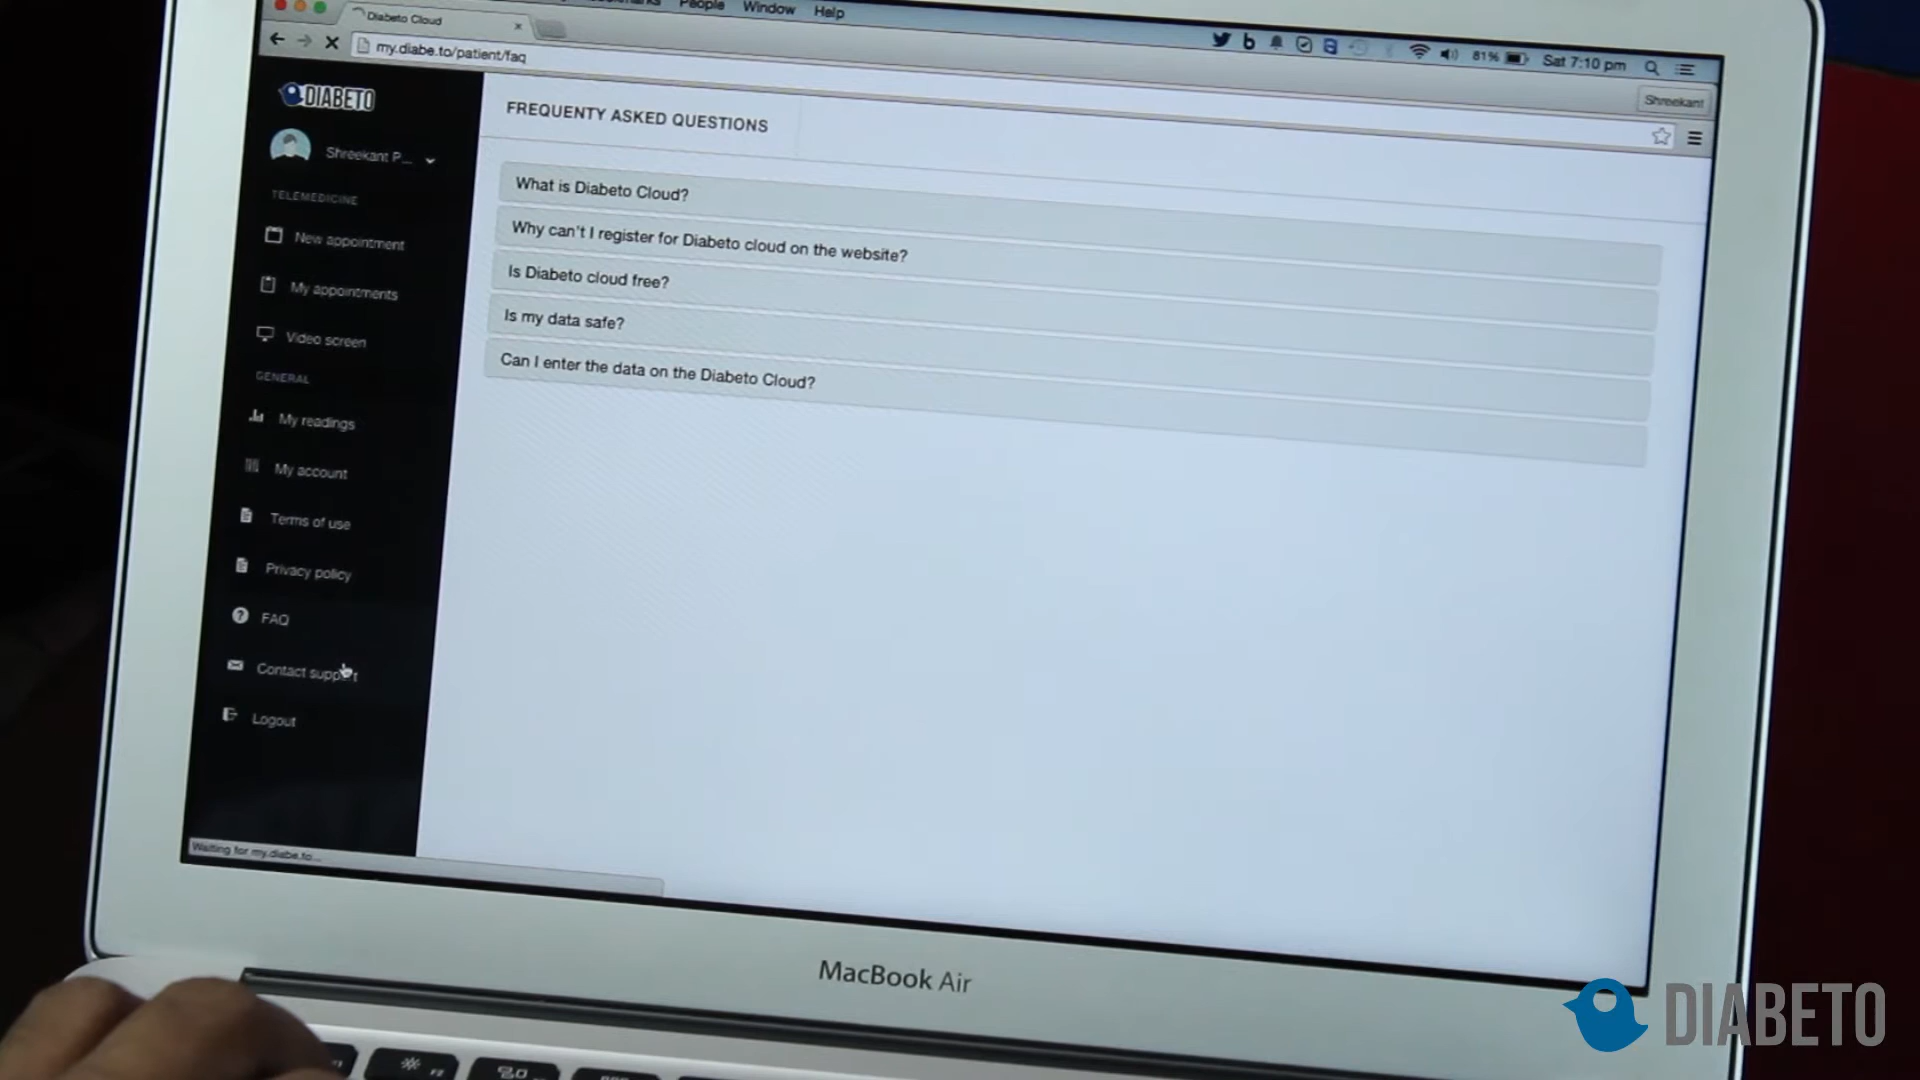 Diabeto Cloud
People Window Help
81% Sat 7:10 pm
my.diabe.to/patient/faq
Shreekant
DIABETO
Shreekant P...
TELEMEDICINE
New appointment
My appointments
Video screen
GENERAL
My readings
My account
Terms of use
Privacy policy
FAQ
Contact support
Logout
FREQUENTY ASKED QUESTIONS
What is Diabeto Cloud?
Why can't I register for Diabeto cloud on the website?
Is Diabeto cloud free?
Is my data safe?
Can I enter the data on the Diabeto Cloud?
Waiting for my.diabe.to...
MacBook Air
F2
DIABETO